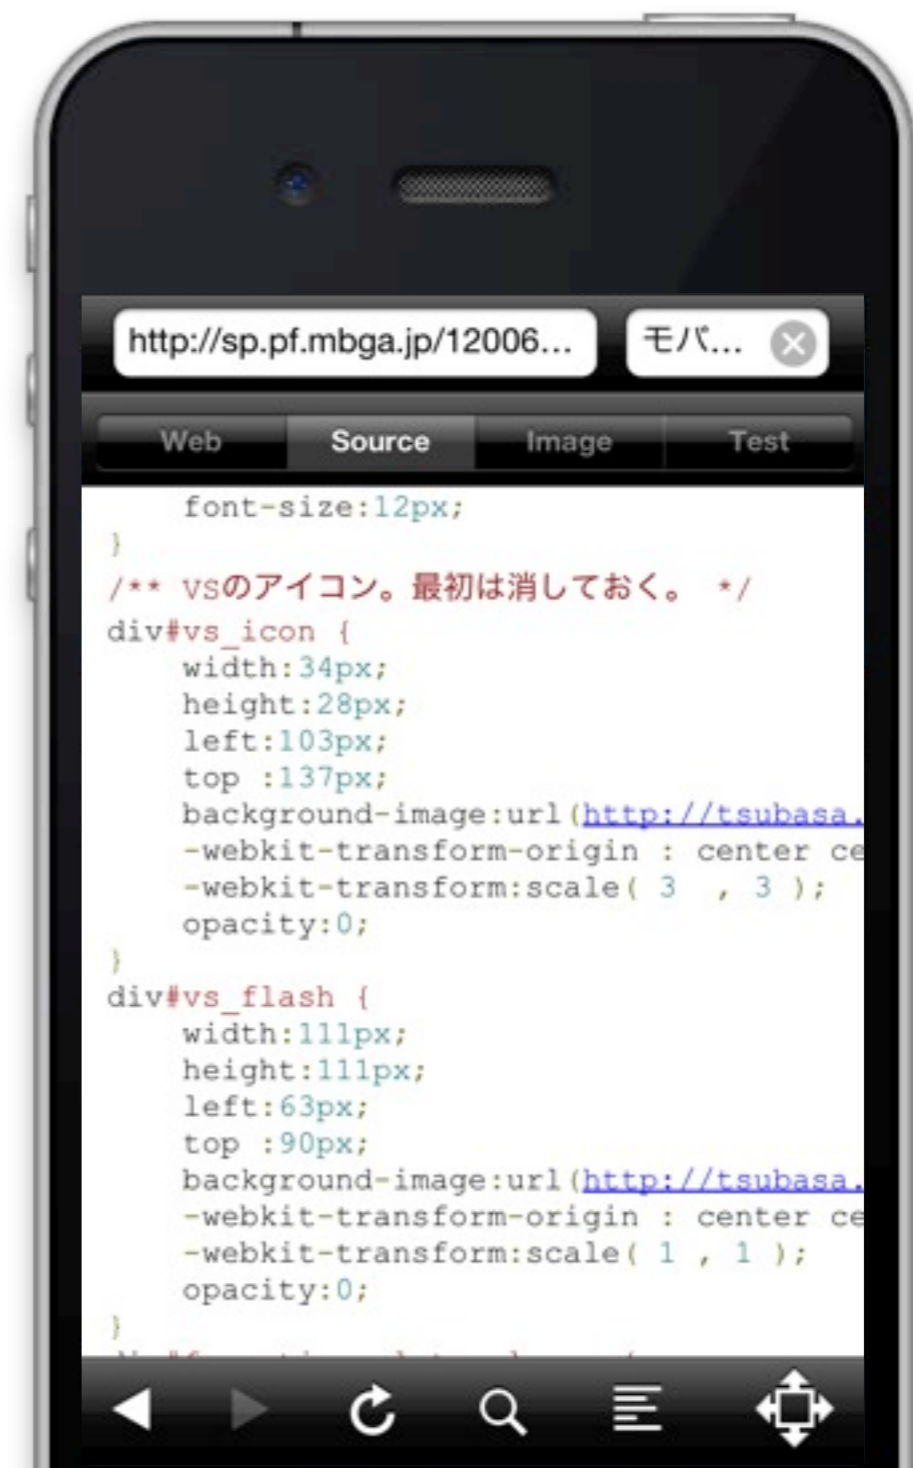 http://sp.pf.mbga.jp/12006... モバ...
Web Source Image Test
font-size:12px;
}
/** VSのアイコン。最初は消しておく。 */
div#vs_icon {
width:34px;
height:28px;
left:103px;
top :137px;
background-image:url(http://tsubasa.
-webkit-transform-origin : center ce
-webkit-transform:scale( 3  , 3 );
opacity:0;
}
div#vs_flash {
width:111px;
height:111px;
left:63px;
top :90px;
background-image:url(http://tsubasa.
-webkit-transform-origin : center ce
-webkit-transform:scale( 1 , 1 );
opacity:0;
}